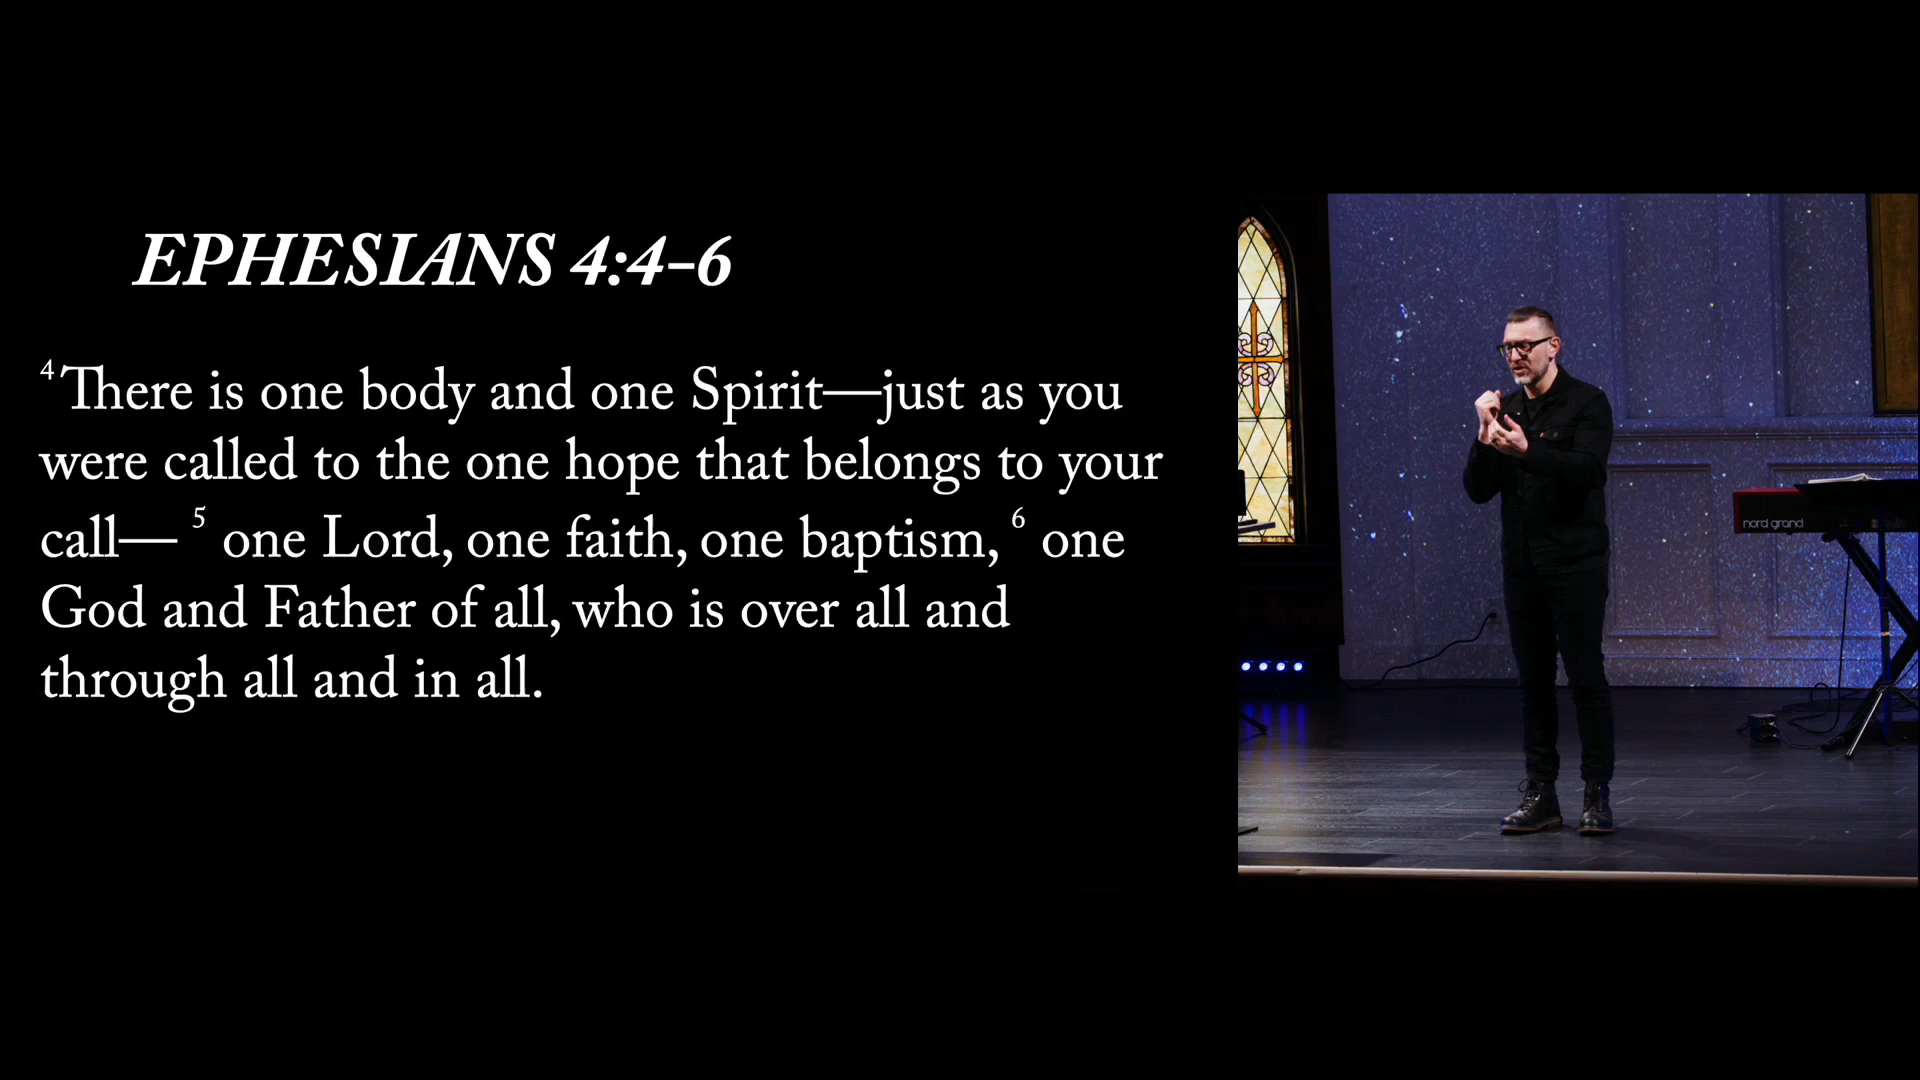 EPHESIANS 4:4-6
4 There is one body and one Spirit—just as you
were called to the one hope that belongs to your
call— 5 one Lord, one faith, one baptism, 6 one
God and Father of all, who is over all and
through all and in all.
nord grand